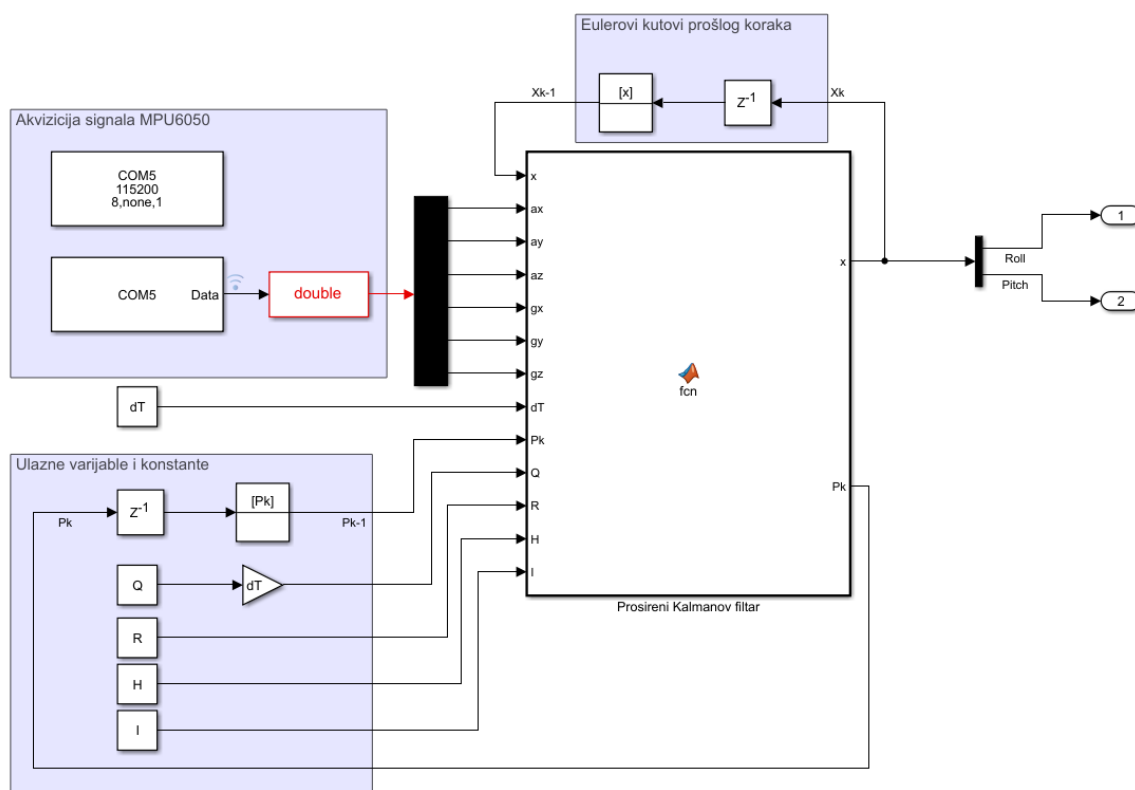 Eulerovi kutovi prošlog koraka
Xk-1
[x]
Z-1
Xk
Akvizicija signala MPU6050
COM5
115200
8,none,1
COM5
Data
double
dT
x
ax
ay
az
gx
gy
gz
dT
Pk
Q
R
H
I
fcn
x
Pk
Prosireni Kalmanov filtar
Roll
Pitch
1
2
Ulazne varijable i konstante
Pk
Z-1
[Pk]
Pk-1
Q
dT
R
H
I